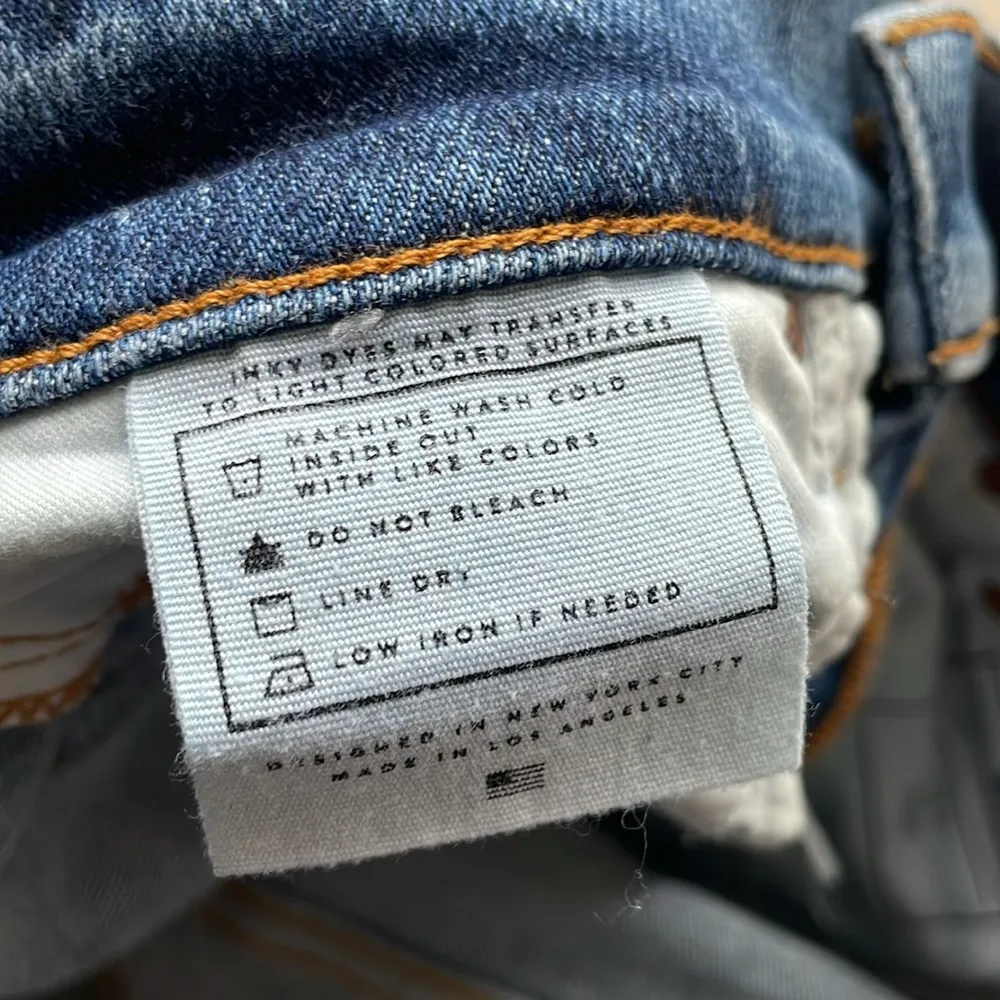 INKY DYES MAY TRANSFER
TO LIGHT COLORED SURFACES
MACHINE WASH COLD
INSIDE OUT
WITH LIKE COLORS
DO NOT BLEACH
LINE DRY
LOW IRON IF NEEDED
DESIGNED IN NEW YORK CITY
MADE IN LOS ANGELES